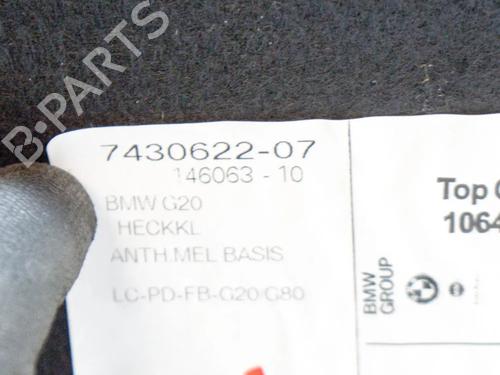 B-PARTS
7430622-07
146063 - 10
BMW G20
HECKKL
ANTH.MEL BASIS
LC-PD-FB-G20/G80
Top
1064
BMW
GROUP